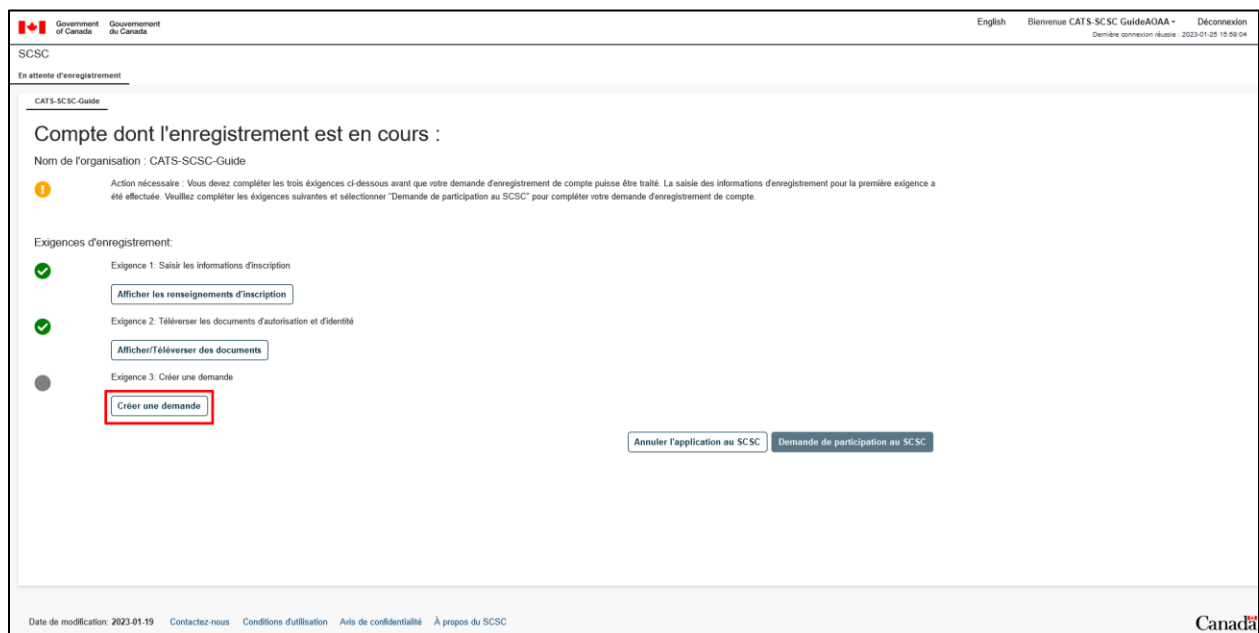 Government of Canada Gouvernement du Canada
English Bienvenue CATS-SCSC GuideAOAA Déconnexion
Dernière connexion réussie : 2023-01-26 16:59:04
SCSC
En attente d'enregistrement
CATS-SCSC-Guide
Compte dont l'enregistrement est en cours :
Nom de l'organisation : CATS-SCSC-Guide
Action nécessaire : Vous devez compléter les trois éxigences ci-dessous avant que votre demande d'enregistrement de compte puisse être traité. La saisie des informations d'enregistrement pour la première exigence a
été effectuée. Veuillez compléter les éxigences suivantes et sélectionner "Demande de participation au SCSC" pour compléter votre demande d'enregistrement de compte.
Exigences d'enregistrement:
Exigence 1: Saisir les informations d'inscription
Afficher les renseignements d'inscription
Exigence 2: Téléverser les documents d'autorisation et d'identité
Afficher/Téléverser des documents
Exigence 3: Créer une demande
Créer une demande
Annuler l'application au SCSC Demande de participation au SCSC
Date de modification: 2023-01-19 Contactez-nous Conditions d'utilisation Avis de confidentialité À propos du SCSC
Canada